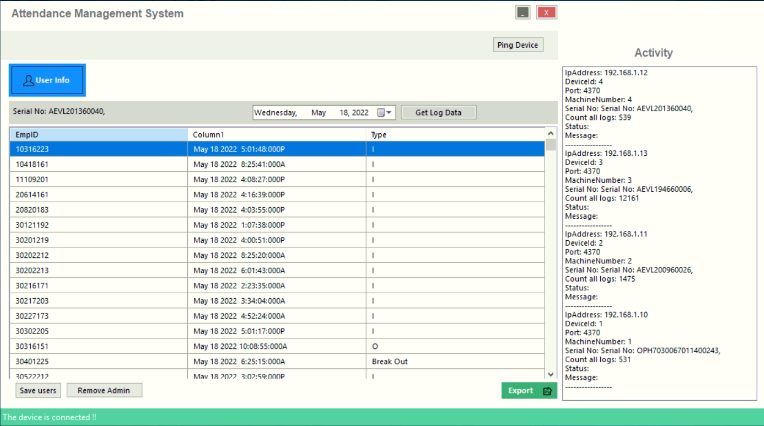 Attendance Management System
_ X
Ping Device
User Info
Serial No: AEVL201360040,
Wednesday, May 18, 2022
Get Log Data
EmpID Column1 Type
10316223 May 18 2022 5:01:48:000P I
10418161 May 18 2022 8:25:41:000A I
11109201 May 18 2022 4:08:27:000P I
20614161 May 18 2022 4:16:39:000P I
20820183 May 18 2022 4:03:55:000P I
30121192 May 18 2022 1:07:38:000P I
30201219 May 18 2022 4:00:51:000P I
30202212 May 18 2022 8:25:20:000A I
30202213 May 18 2022 6:01:43:000A I
30216171 May 18 2022 2:23:35:000A I
30217203 May 18 2022 3:34:04:000A I
30227173 May 18 2022 4:52:24:000A I
30302205 May 18 2022 5:01:17:000P I
30316151 May 18 2022 10:08:55:000A O
30401225 May 18 2022 6:25:15:000A Break Out
30522212 May 18 2022 3:02:59:000P I
Save users
Remove Admin
Export
The device is connected !!
Activity
IpAddress: 192.168.1.12
DeviceId: 4
Port: 4370
MachineNumber: 4
Serial No: Serial No: AEVL201360040,
Count all logs: 539
Status:
Message:
-----------------
IpAddress: 192.168.1.13
DeviceId: 3
Port: 4370
MachineNumber: 3
Serial No: Serial No: AEVL194660006,
Count all logs: 12161
Status:
Message:
-----------------
IpAddress: 192.168.1.11
DeviceId: 2
Port: 4370
MachineNumber: 2
Serial No: Serial No: AEVL200960026,
Count all logs: 1475
Status:
Message:
-----------------
IpAddress: 192.168.1.10
DeviceId: 1
Port: 4370
MachineNumber: 1
Serial No: Serial No: OPH7030067011400243,
Count all logs: 531
Status:
Message:
-----------------